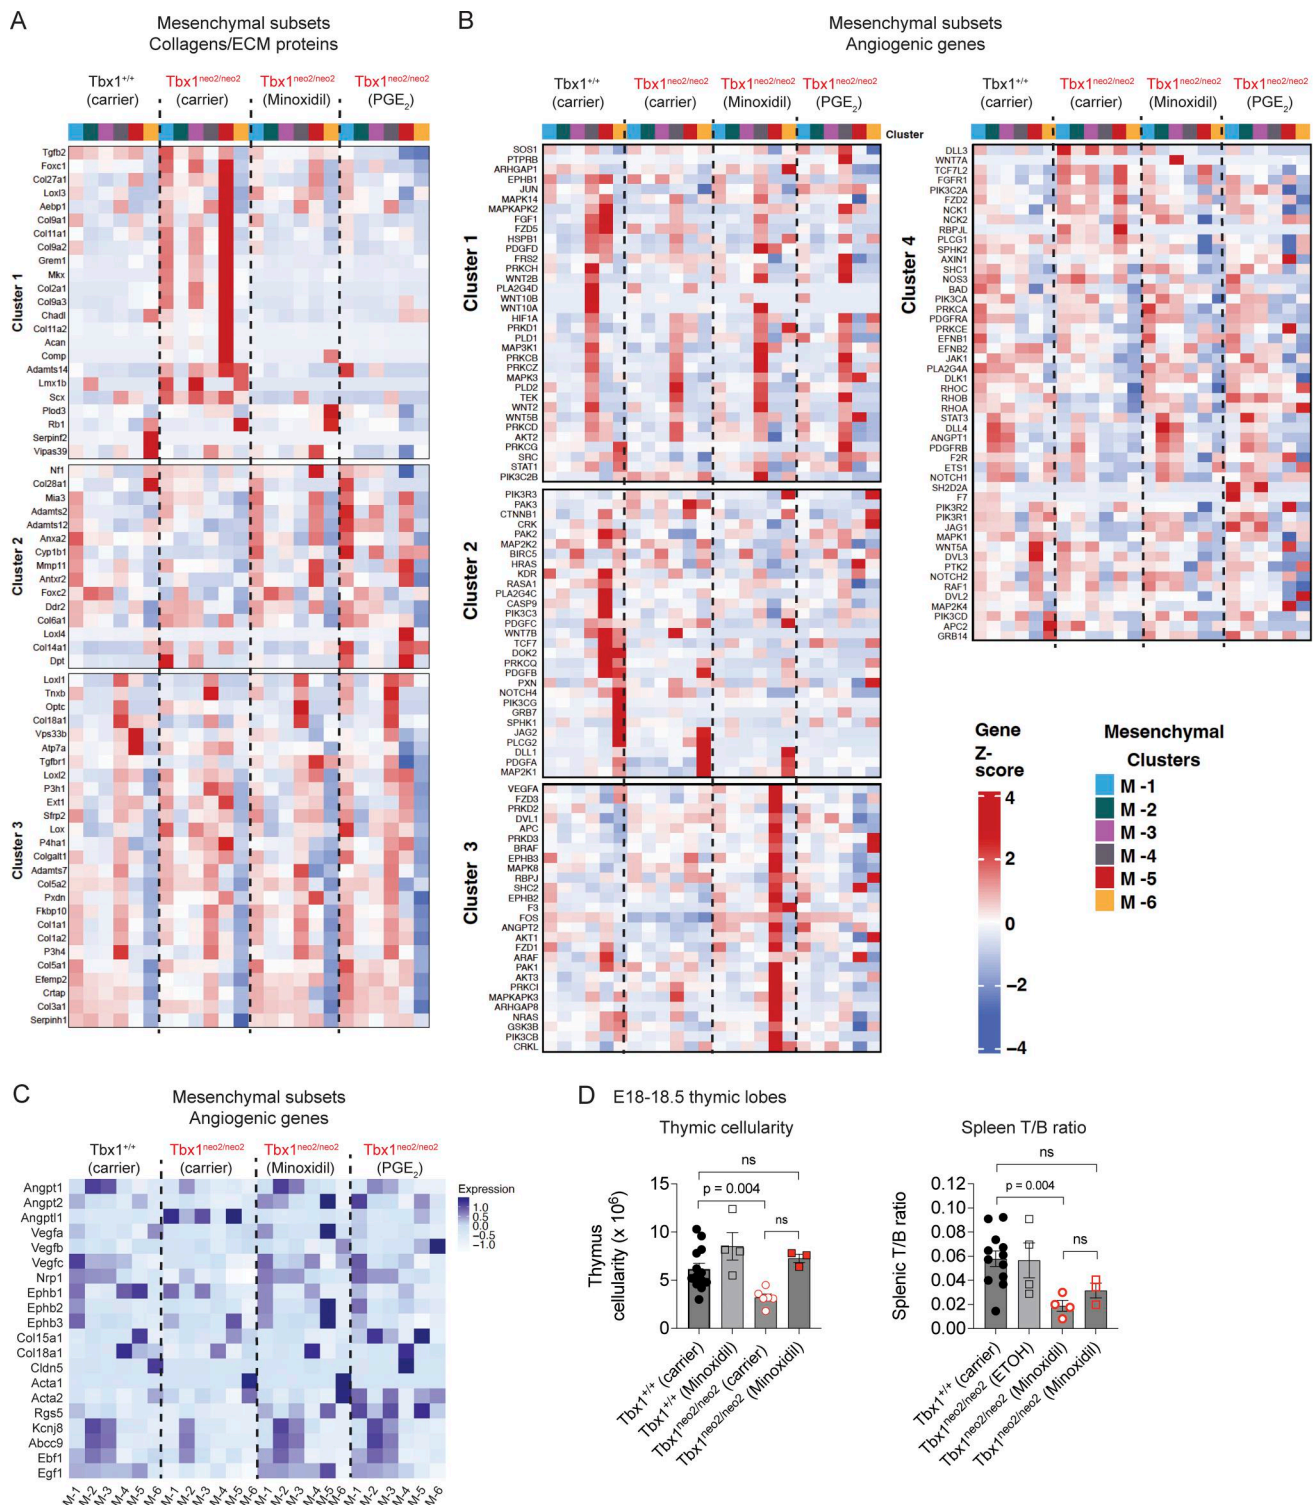 A
Mesenchymal subsets
Collagens/ECM proteins
Tbx1+/+
(carrier)
Tbx1neo2/neo2
(carrier)
Tbx1neo2/neo2
(Minoxidil)
Tbx1neo2/neo2
(PGE2)
Cluster 1
Tgfb2
Foxc1
Col27a1
Loxl3
Aebp1
Col9a1
Col11a1
Col9a2
Grem1
Mkx
Col2a1
Col9a3
Chadl
Col11a2
Acan
Comp
Adamts14
Lmx1b
Scx
Plod3
Rb1
Serpinf2
Vipas39
Cluster 2
Nf1
Col28a1
Mia3
Adamts2
Adamts12
Anxa2
Cyp1b1
Mmp11
Antxr2
Foxc2
Ddr2
Col6a1
Loxl4
Col14a1
Dpt
Cluster 3
Loxl1
Tnxb
Optc
Col18a1
Vps33b
Atp7a
Tgfbr1
Loxl2
P3h1
Ext1
Sfrp2
Lox
P4ha1
Colgalt1
Adamts7
Col5a2
Pxdn
Fkbp10
Col1a1
Col1a2
P3h4
Col5a1
Efemp2
Crtap
Col3a1
Serpinh1
B
Mesenchymal subsets
Angiogenic genes
Tbx1+/+
(carrier)
Tbx1neo2/neo2
(carrier)
Tbx1neo2/neo2
(Minoxidil)
Tbx1neo2/neo2
(PGE2)
Cluster
Cluster 1
SOS1
PTPRB
ARHGAP1
EPHB1
JUN
MAPK14
MAPKAPK2
FGF1
FZD5
HSPB1
PDGFD
FRS2
PRKCH
WNT2B
PLA2G4D
WNT10B
WNT10A
HIF1A
PRKD1
PLD1
MAP3K1
PRKCB
PRKCZ
MAPK3
PLD2
TEK
WNT2
WNT5B
PRKCD
AKT2
PRKCG
SRC
STAT1
PIK3C2B
Cluster 2
PIK3R3
PAK3
CTNNB1
CRK
PAK2
MAP2K2
BIRC5
HRAS
KDR
RASA1
PLA2G4C
CASP9
PIK3C3
PDGFC
WNT7B
TCF7
DOK2
PRKCQ
PDGFB
PXN
NOTCH4
PIK3CG
GRB7
SPHK1
JAG2
PLCG2
DLL1
PDGFA
MAP2K1
Cluster 3
VEGFA
FZD3
PRKD2
DVL1
APC
PRKD3
BRAF
EPHB3
MAPK8
RBPJ
SHC2
EPHB2
F3
FOS
ANGPT2
AKT1
FZD1
ARAF
PAK1
AKT3
PRKCI
MAPKAPK3
ARHGAP8
NRAS
GSK3B
PIK3CB
CRKL
Tbx1+/+
(carrier)
Tbx1neo2/neo2
(carrier)
Tbx1neo2/neo2
(Minoxidil)
Tbx1neo2/neo2
(PGE2)
Cluster 4
DLL3
WNT7A
TCF7L2
FGFR1
PIK3C2A
FZD2
NCK1
NCK2
RBPJL
PLCG1
SPHK2
AXIN1
SHC1
NOS3
BAD
PIK3CA
PRKCA
PDGFRA
PRKCE
EFNB1
EFNB2
JAK1
PLA2G4A
DLK1
RHOC
RHOB
RHOA
STAT3
DLL4
ANGPT1
PDGFRB
F2R
ETS1
NOTCH1
SH2D2A
F7
PIK3R2
PIK3R1
JAG1
MAPK1
WNT5A
DVL3
PTK2
NOTCH2
RAF1
DVL2
MAP2K4
PIK3CD
APC2
GRB14
Gene
Z-
score
4
2
0
−2
−4
Mesenchymal
Clusters
M -1
M -2
M -3
M -4
M -5
M -6
C
Mesenchymal subsets
Angiogenic genes
Tbx1+/+
(carrier)
Tbx1neo2/neo2
(carrier)
Tbx1neo2/neo2
(Minoxidil)
Tbx1neo2/neo2
(PGE2)
Angpt1
Angpt2
Angptl1
Vegfa
Vegfb
Vegfc
Nrp1
Ephb1
Ephb2
Ephb3
Col15a1
Col18a1
Cldn5
Acta1
Acta2
Rgs5
Kcnj8
Abcc9
Ebf1
Egf1
M-1 M-2 M-3 M-4 M-5 M-6 M-1 M-2 M-3 M-4 M-5 M-6 M-1 M-2 M-3 M-4 M-5 M-6 M-1 M-2 M-3 M-4 M-5 M-6
Expression
1.0
0.5
0.0
−0.5
−1.0
D
E18-18.5 thymic lobes
Thymic cellularity
Thymus
cellularity (x 10⁶)
15
10
5
0
ns
p = 0.004
ns
Tbx1+/+ (carrier)
Tbx1+/+ (Minoxidil)
Tbx1neo2/neo2 (carrier)
Tbx1neo2/neo2 (Minoxidil)
Spleen T/B ratio
Splenic T/B ratio
0.12
0.10
0.08
0.06
0.04
0.02
0.00
ns
p = 0.004
ns
Tbx1+/+ (carrier)
Tbx1neo2/neo2 (ETOH)
Tbx1neo2/neo2 (Minoxidil)
Tbx1neo2/neo2 (Minoxidil)